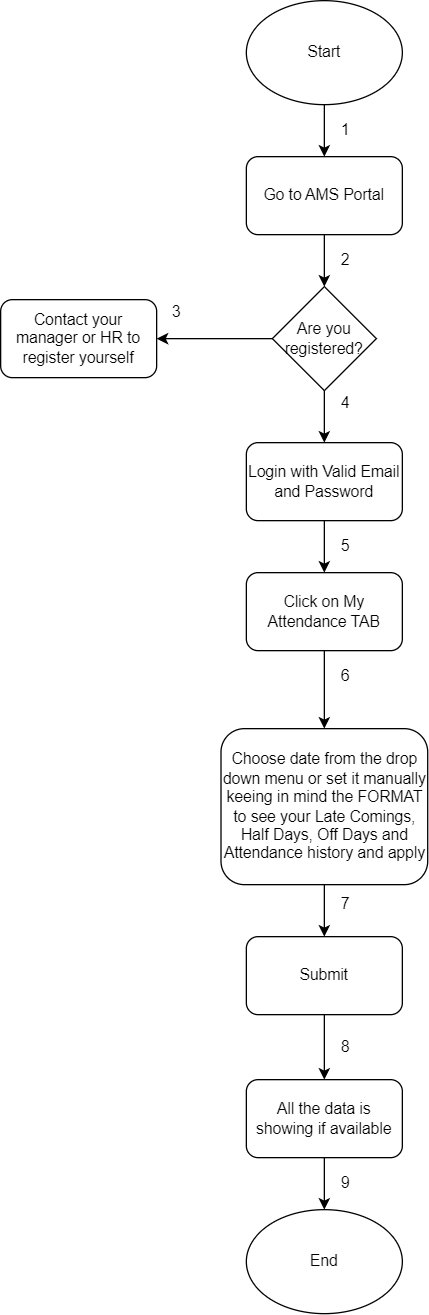 Start
1
Go to AMS Portal
2
Are you
registered?
3
Contact your
manager or HR to
register yourself
4
Login with Valid Email
and Password
5
Click on My
Attendance TAB
6
Choose date from the drop
down menu or set it manually
keeing in mind the FORMAT
to see your Late Comings,
Half Days, Off Days and
Attendance history and apply
7
Submit
8
All the data is
showing if available
9
End